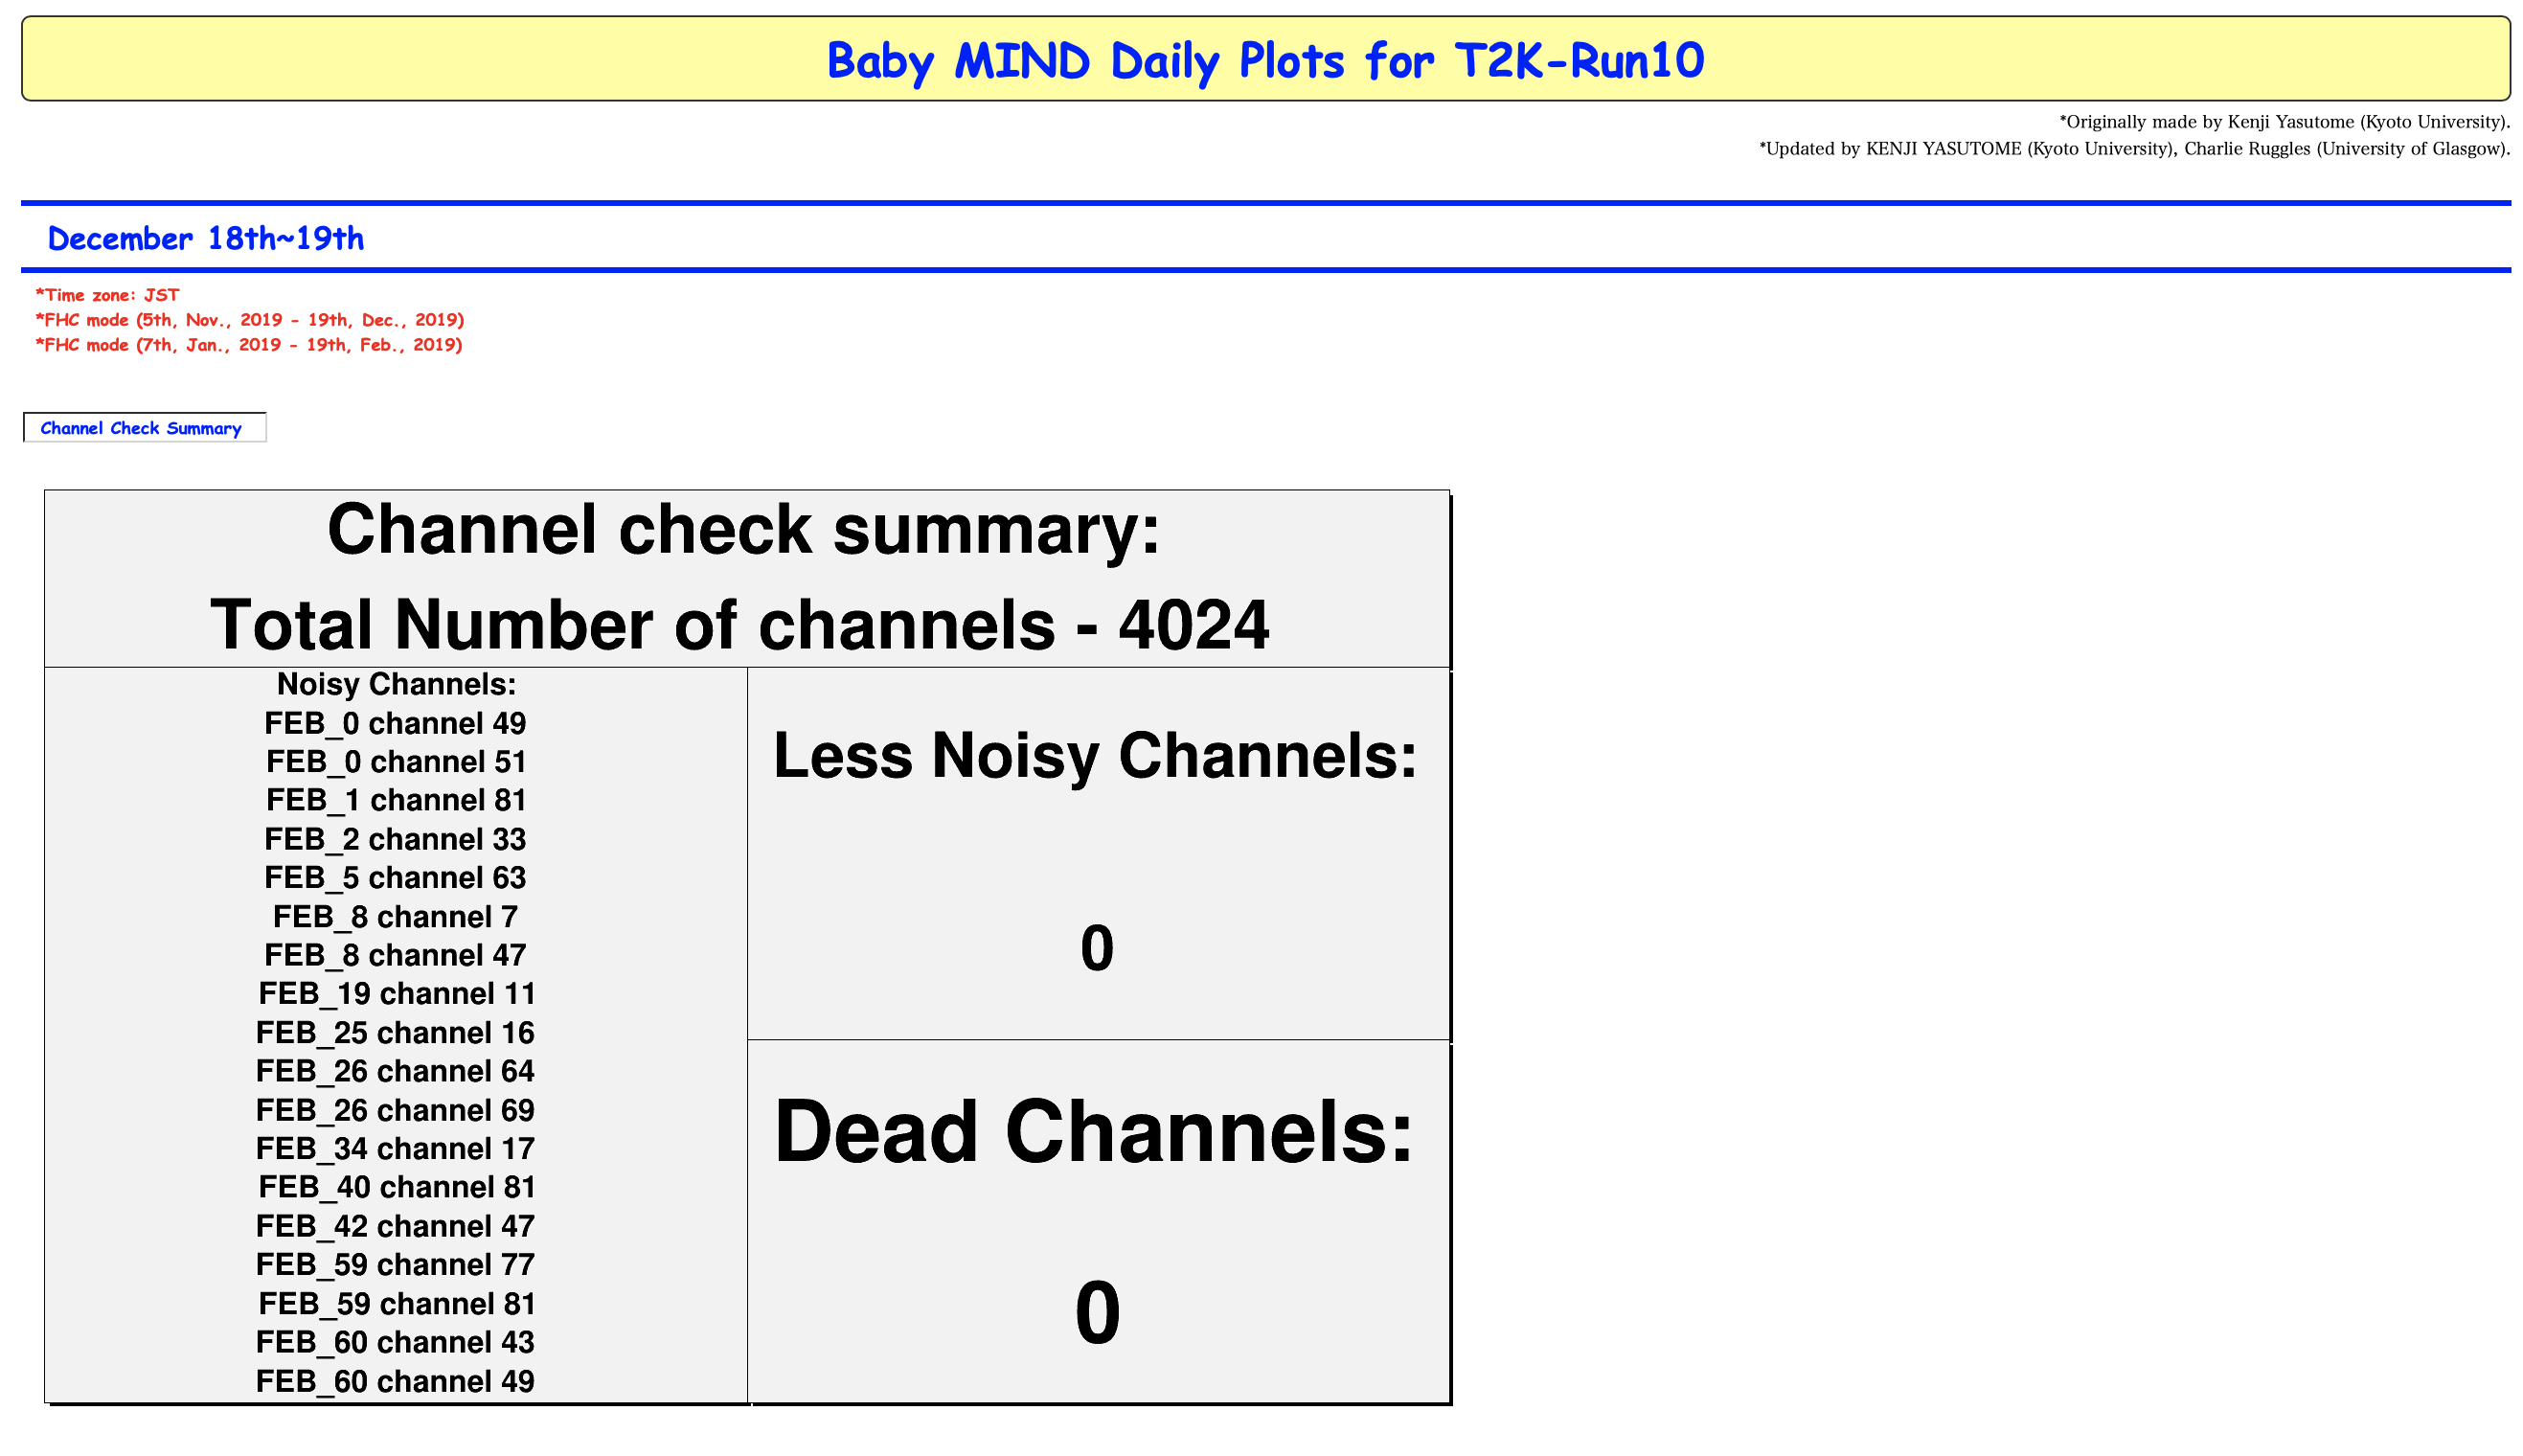 Baby MIND Daily Plots for T2K-Run10
*Originally made by Kenji Yasutome (Kyoto University).
*Updated by KENJI YASUTOME (Kyoto University), Charlie Ruggles (University of Glasgow).
December 18th~19th
*Time zone: JST
*FHC mode (5th, Nov., 2019 - 19th, Dec., 2019)
*FHC mode (7th, Jan., 2019 - 19th, Feb., 2019)
Channel Check Summary
Channel check summary:
Total Number of channels - 4024
Noisy Channels:
FEB_0 channel 49
FEB_0 channel 51
FEB_1 channel 81
FEB_2 channel 33
FEB_5 channel 63
FEB_8 channel 7
FEB_8 channel 47
FEB_19 channel 11
FEB_25 channel 16
FEB_26 channel 64
FEB_26 channel 69
FEB_34 channel 17
FEB_40 channel 81
FEB_42 channel 47
FEB_59 channel 77
FEB_59 channel 81
FEB_60 channel 43
FEB_60 channel 49
Less Noisy Channels:
0
Dead Channels:
0